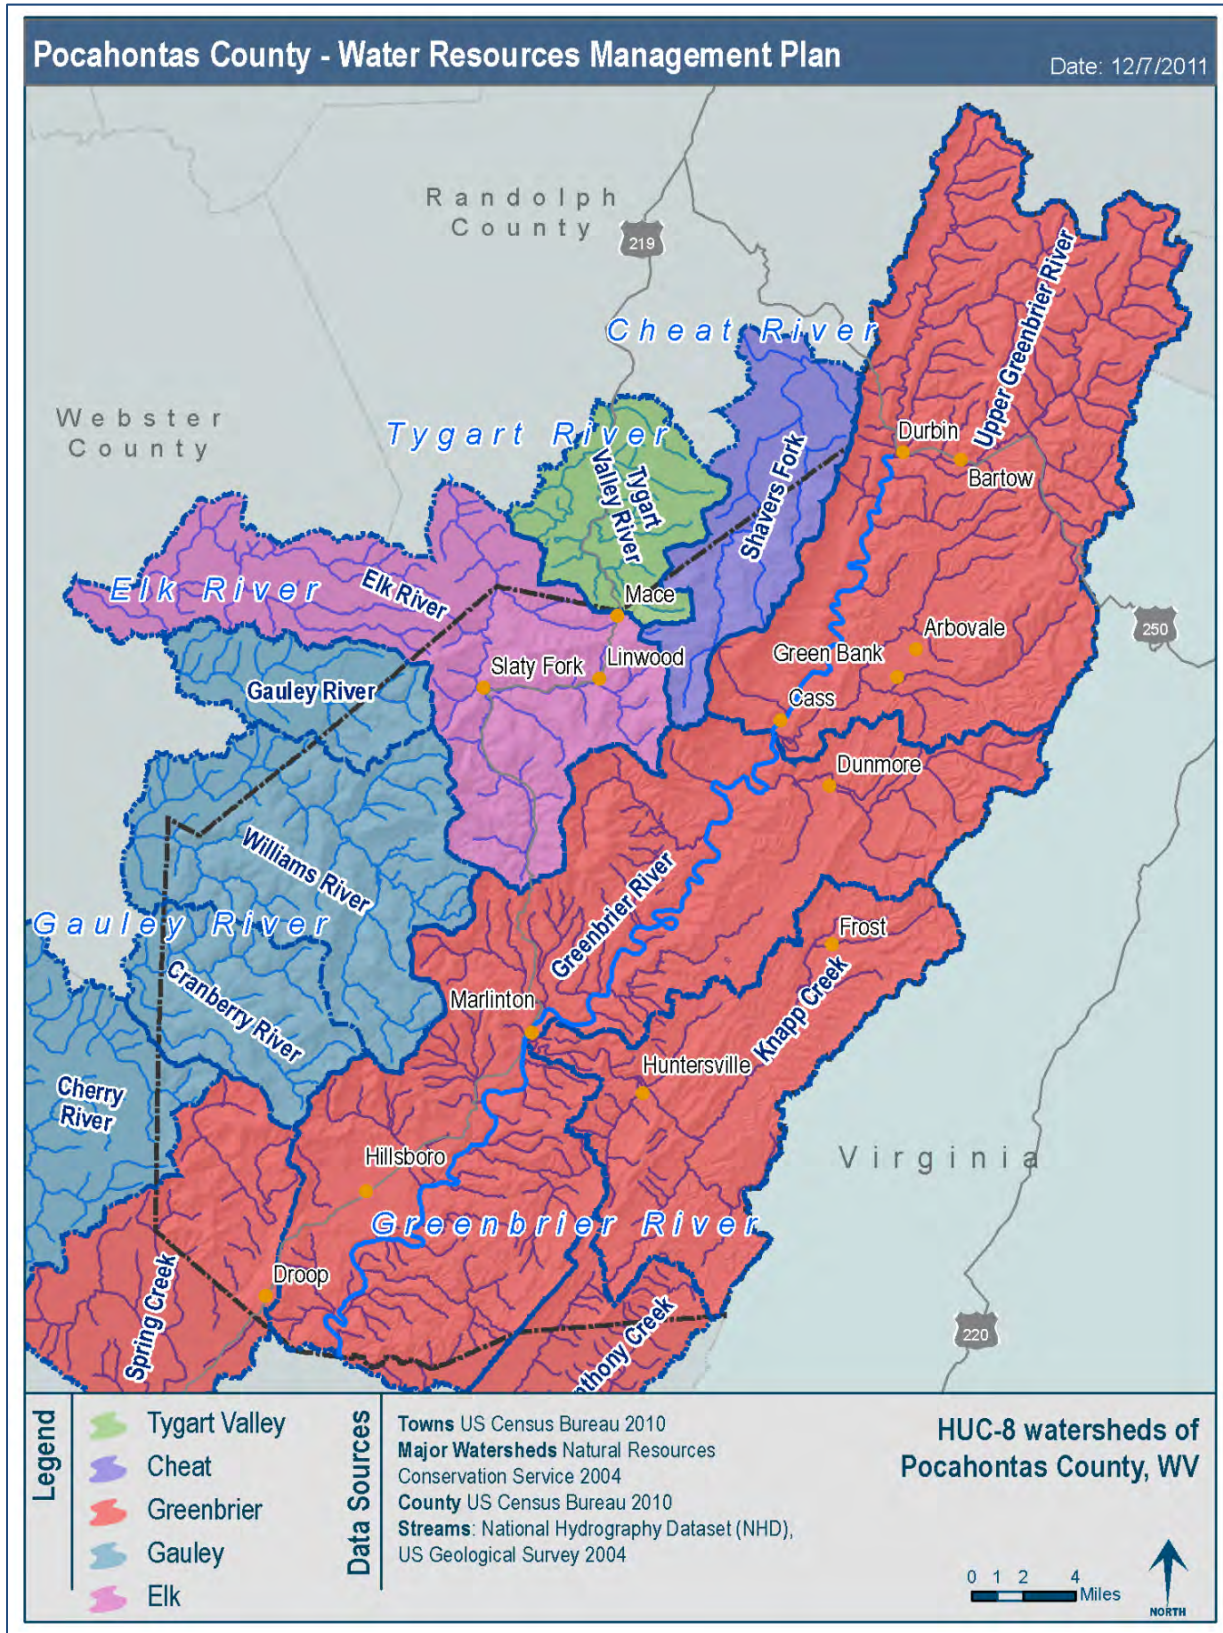 Pocahontas County - Water Resources Management Plan
Date: 12/7/2011
Randolph
County
219
Cheat River
Webster
County
Tygart River
Upper Greenbrier River
Durbin
Bartow
Tygart
Valley River
Shavers Fork
Elk River
Elk River
Mace
250
Arbovale
Green Bank
Linwood
Slaty Fork
Gauley River
Cass
Dunmore
Williams River
Greenbrier River
Gauley River
Frost
Cranberry River
Knapp Creek
Marlinton
Huntersville
Cherry
River
Hillsboro
Virginia
Greenbrier River
Droop
Spring Creek
220
nthony Creek
Legend
Tygart Valley
Cheat
Greenbrier
Gauley
Elk
Data Sources
Towns US Census Bureau 2010
Major Watersheds Natural Resources
Conservation Service 2004
County US Census Bureau 2010
Streams: National Hydrography Dataset (NHD),
US Geological Survey 2004
HUC-8 watersheds of
Pocahontas County, WV
0 1 2 4
Miles
NORTH